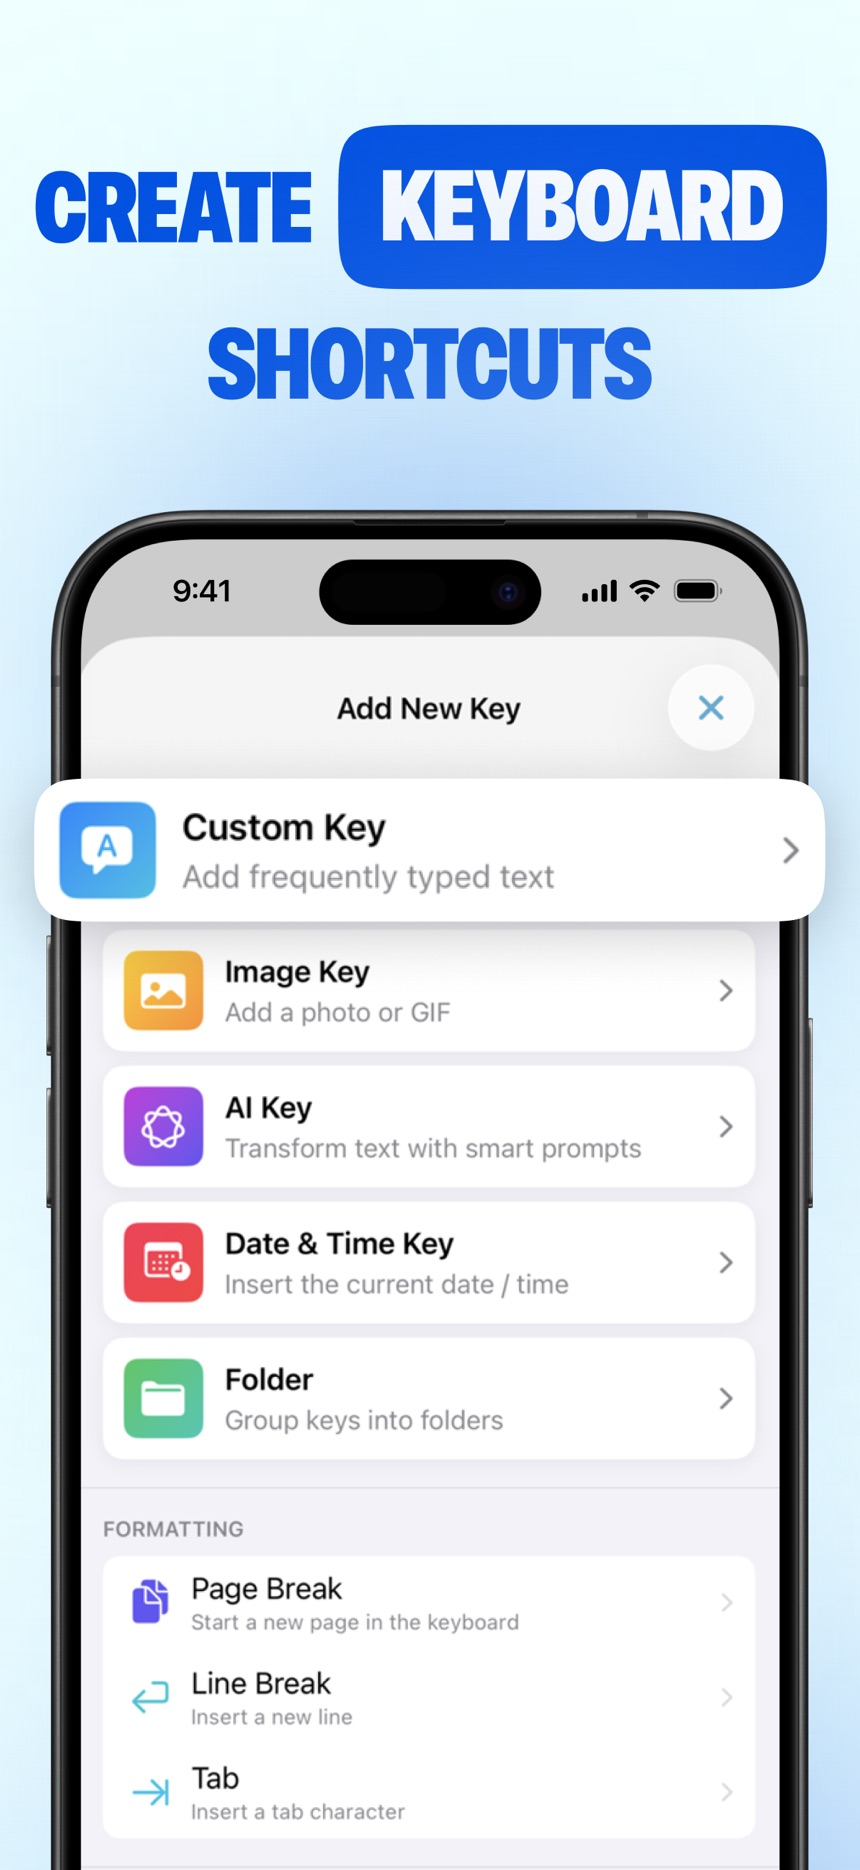 CREATE KEYBOARD
SHORTCUTS
9:41
Add New Key
A
Custom Key
Add frequently typed text
Image Key
Add a photo or GIF
AI Key
Transform text with smart prompts
Date & Time Key
Insert the current date / time
Folder
Group keys into folders
FORMATTING
Page Break
Start a new page in the keyboard
Line Break
Insert a new line
Tab
Insert a tab character